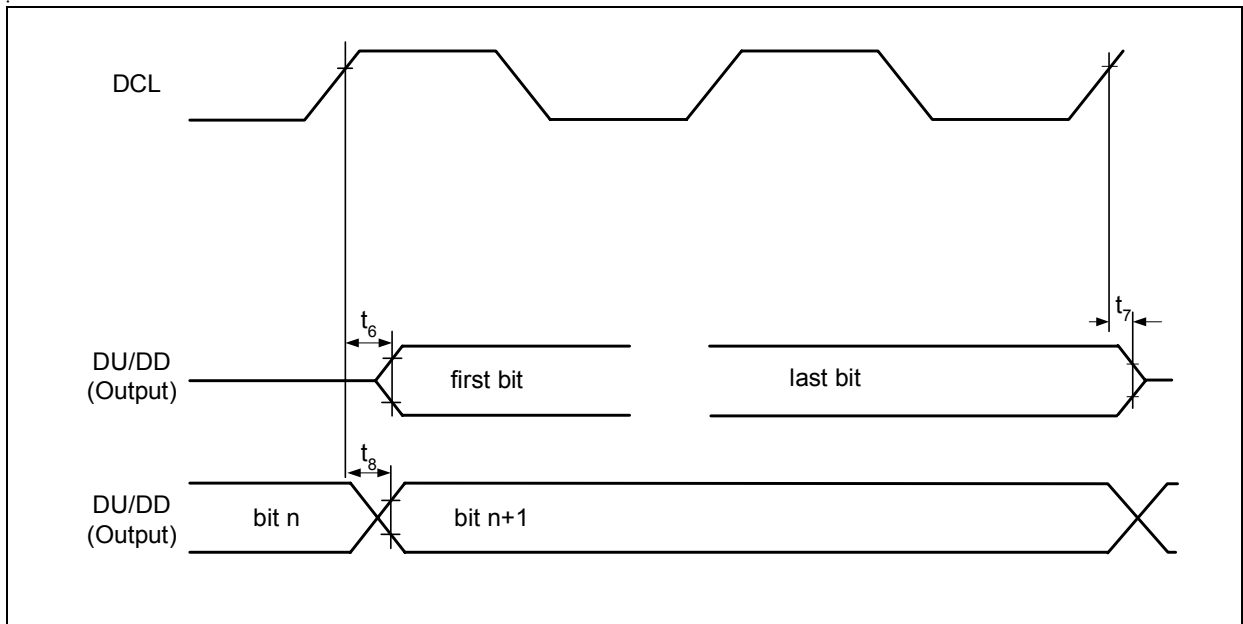 DCL
t6
t7
DU/DD
(Output)
first bit
last bit
t8
DU/DD
(Output)
bit n
bit n+1